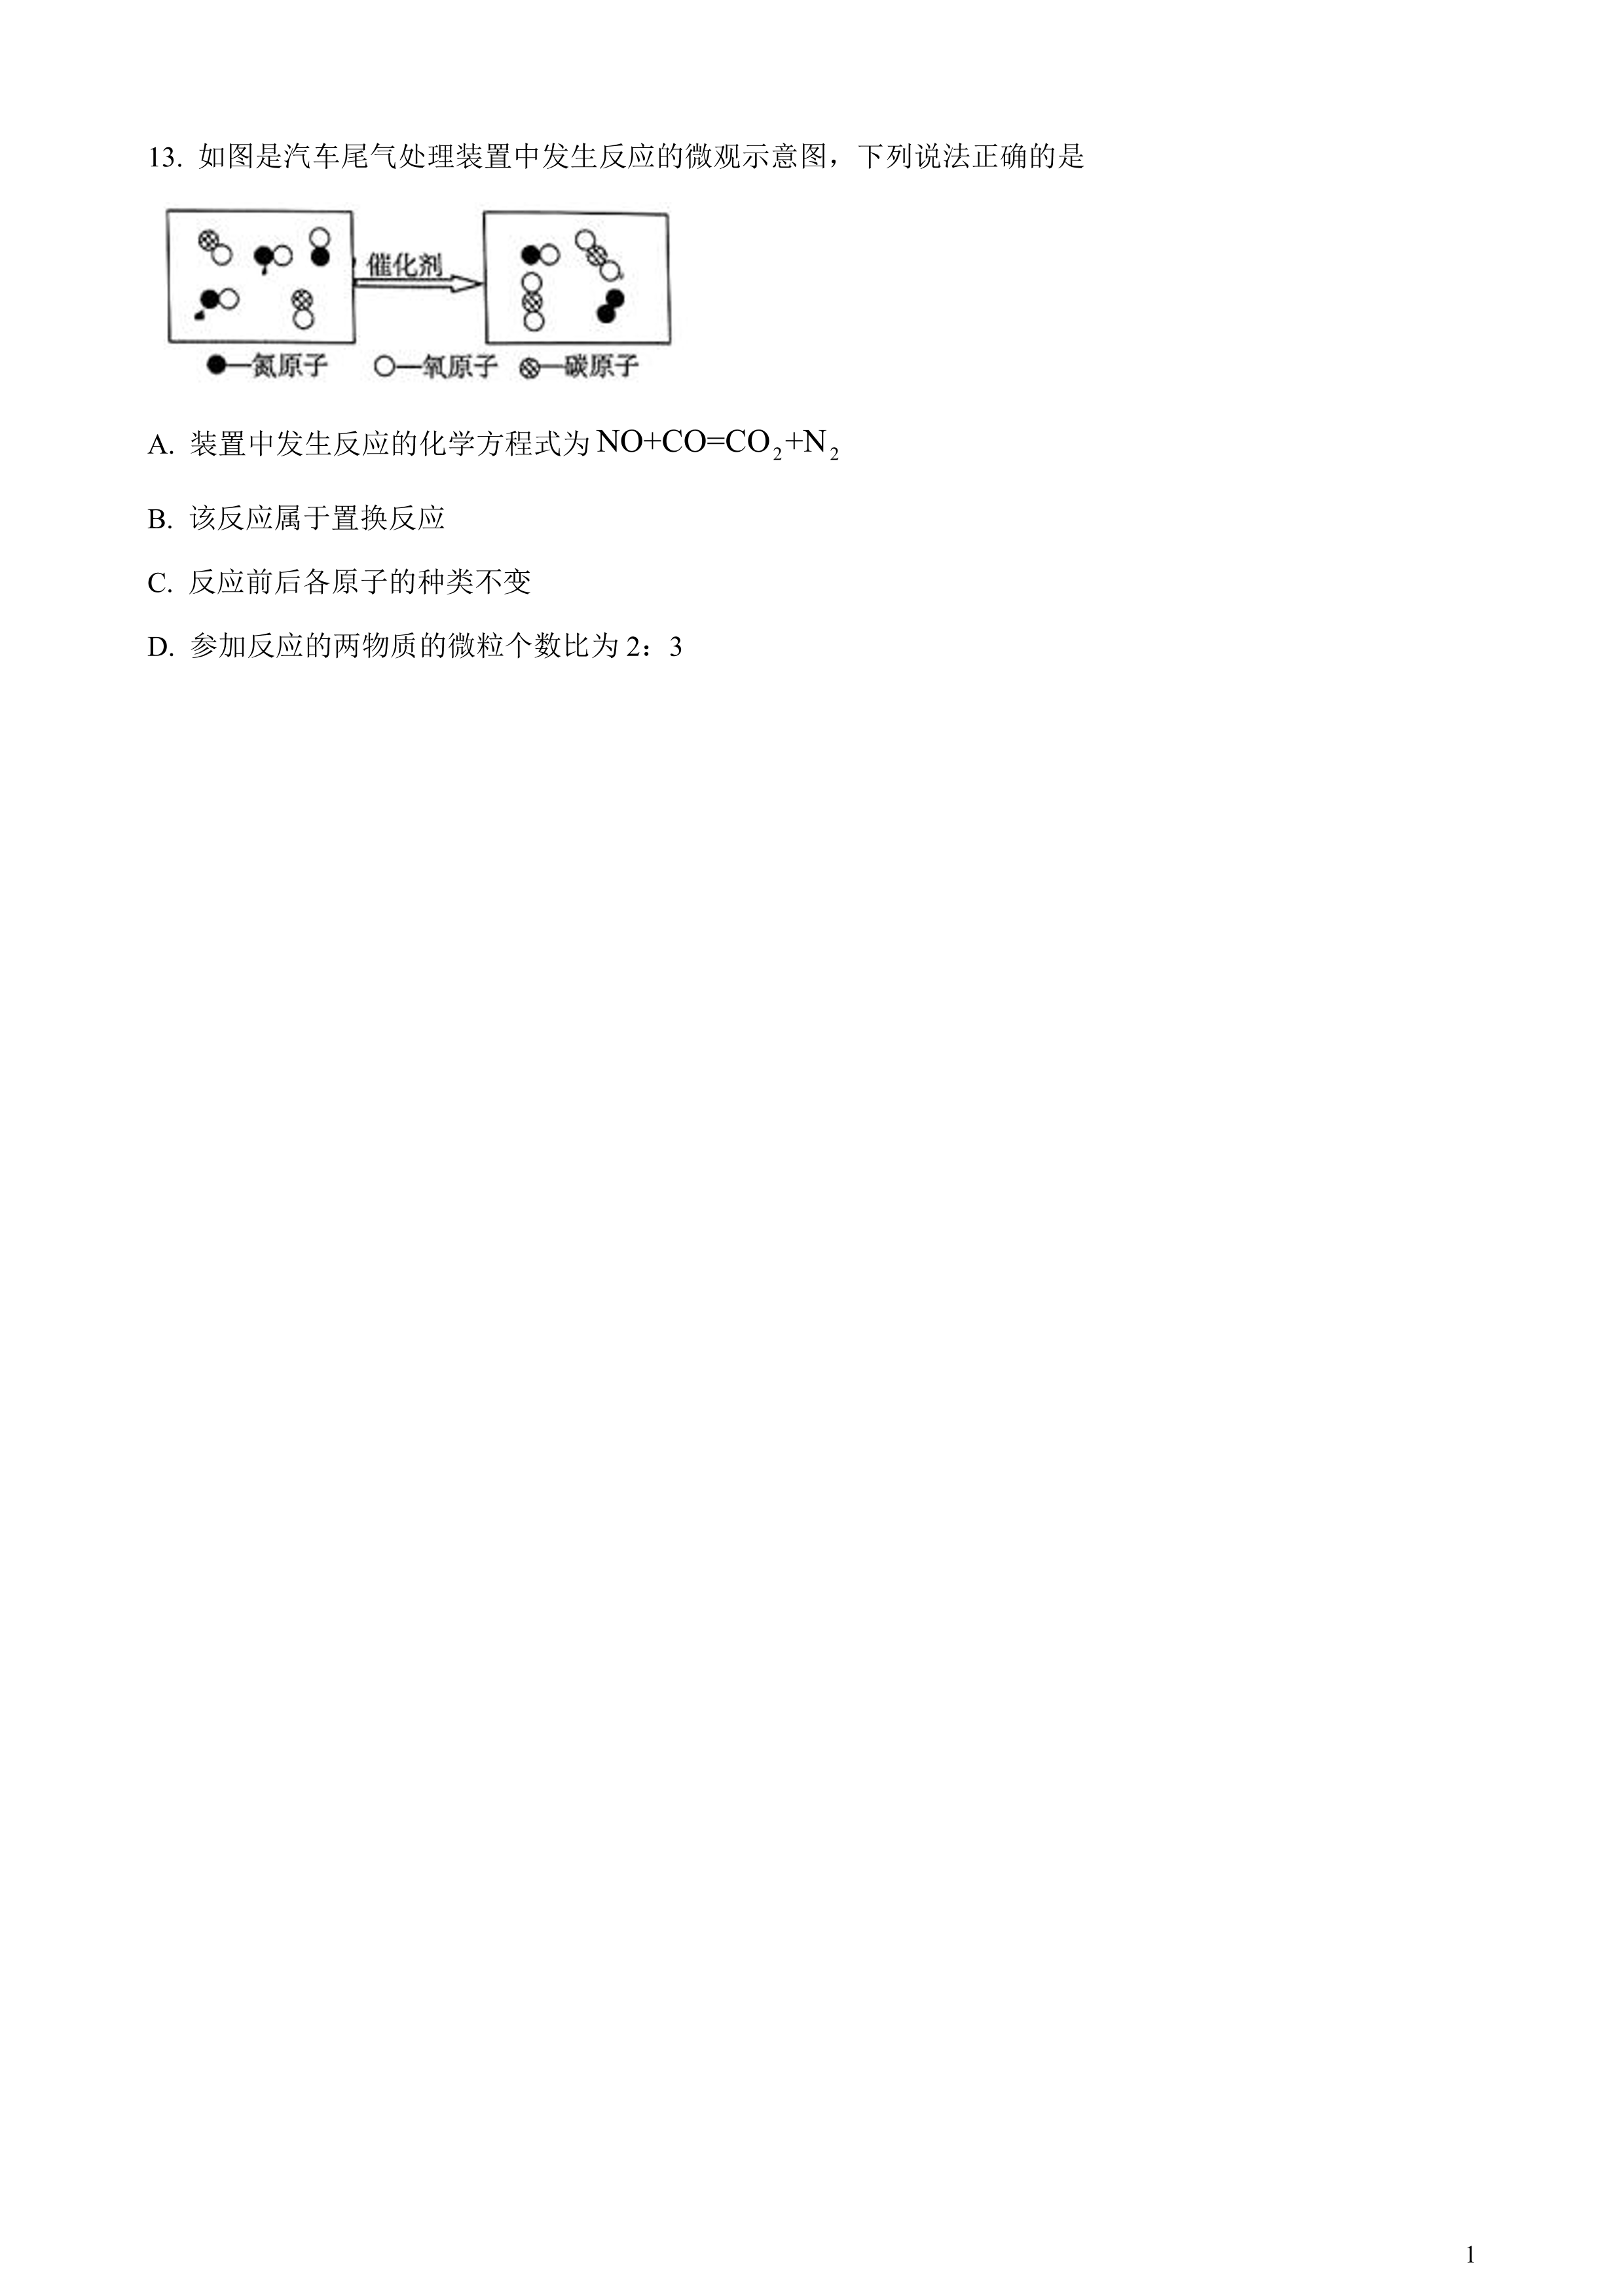 13. 如图是汽车尾气处理装置中发生反应的微观示意图，下列说法正确的是
催化剂
●—氮原子 ○—氧原子 —碳原子
A. 装置中发生反应的化学方程式为NO+CO=CO₂+N₂
B. 该反应属于置换反应
C. 反应前后各原子的种类不变
D. 参加反应的两物质的微粒个数比为 2：3
1